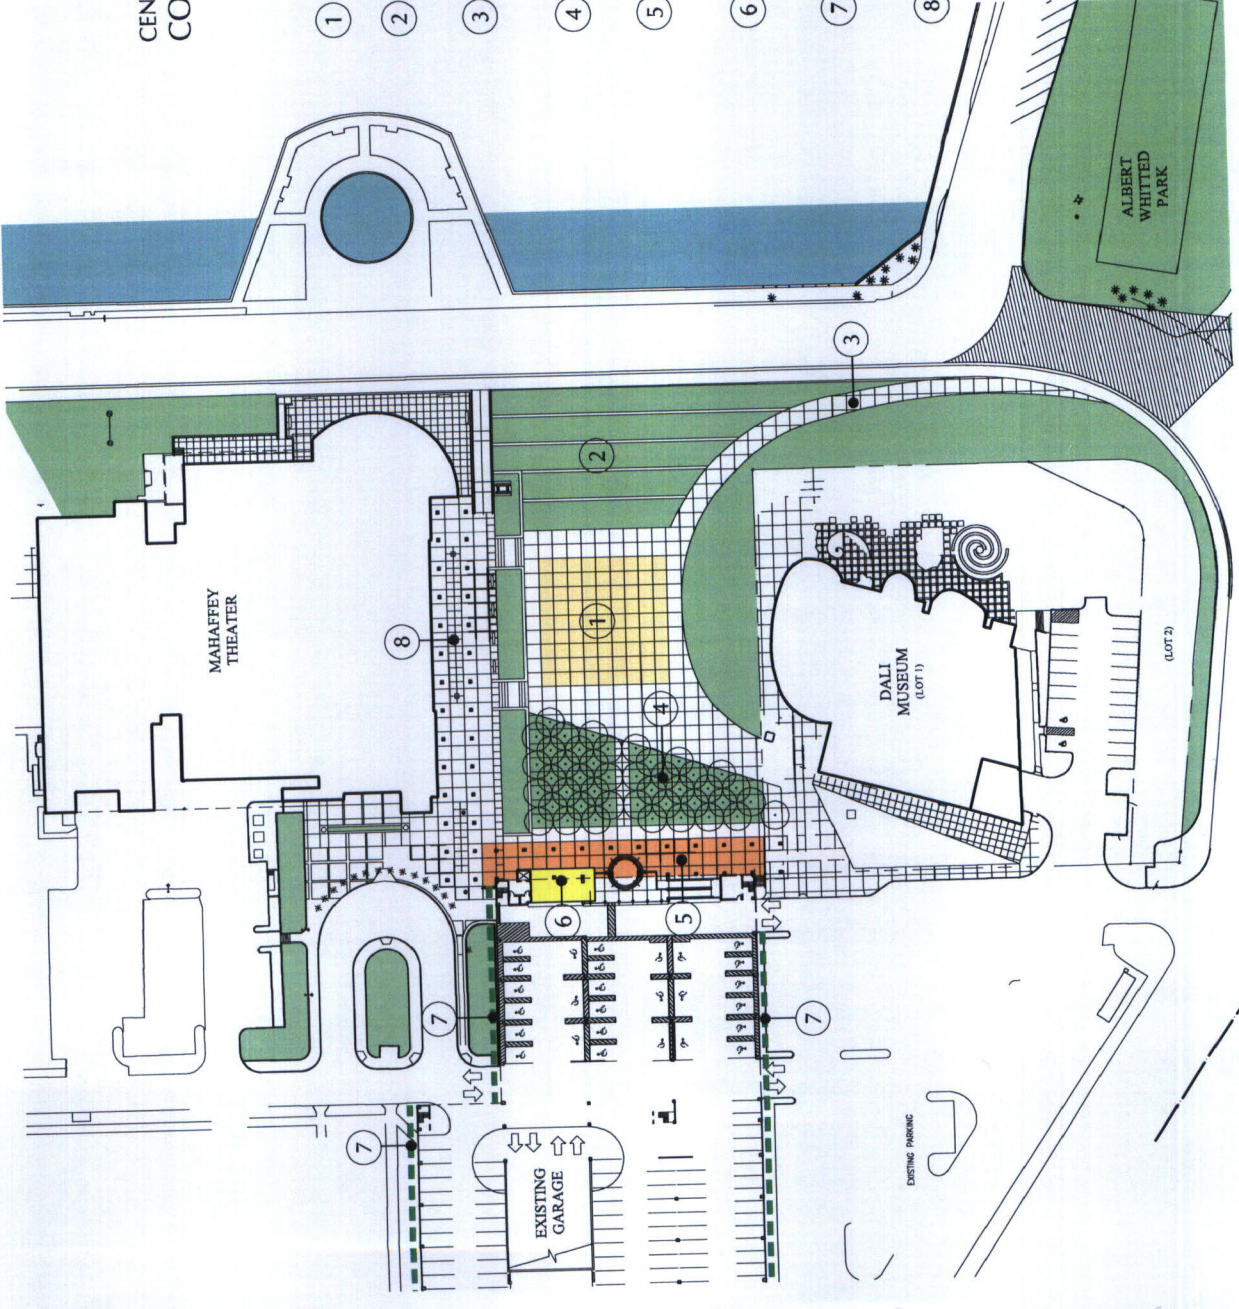 CEN
CO
1
2
3
4
5
6
7
8
ALBERT
WHITTED
PARK
3
2
MAHAFFEY
THEATER
8
1
4
DALI
MUSEUM
(LOT 1)
(LOT 2)
6
5
7
7
7
EXISTING
GARAGE
EXISTING PARKING